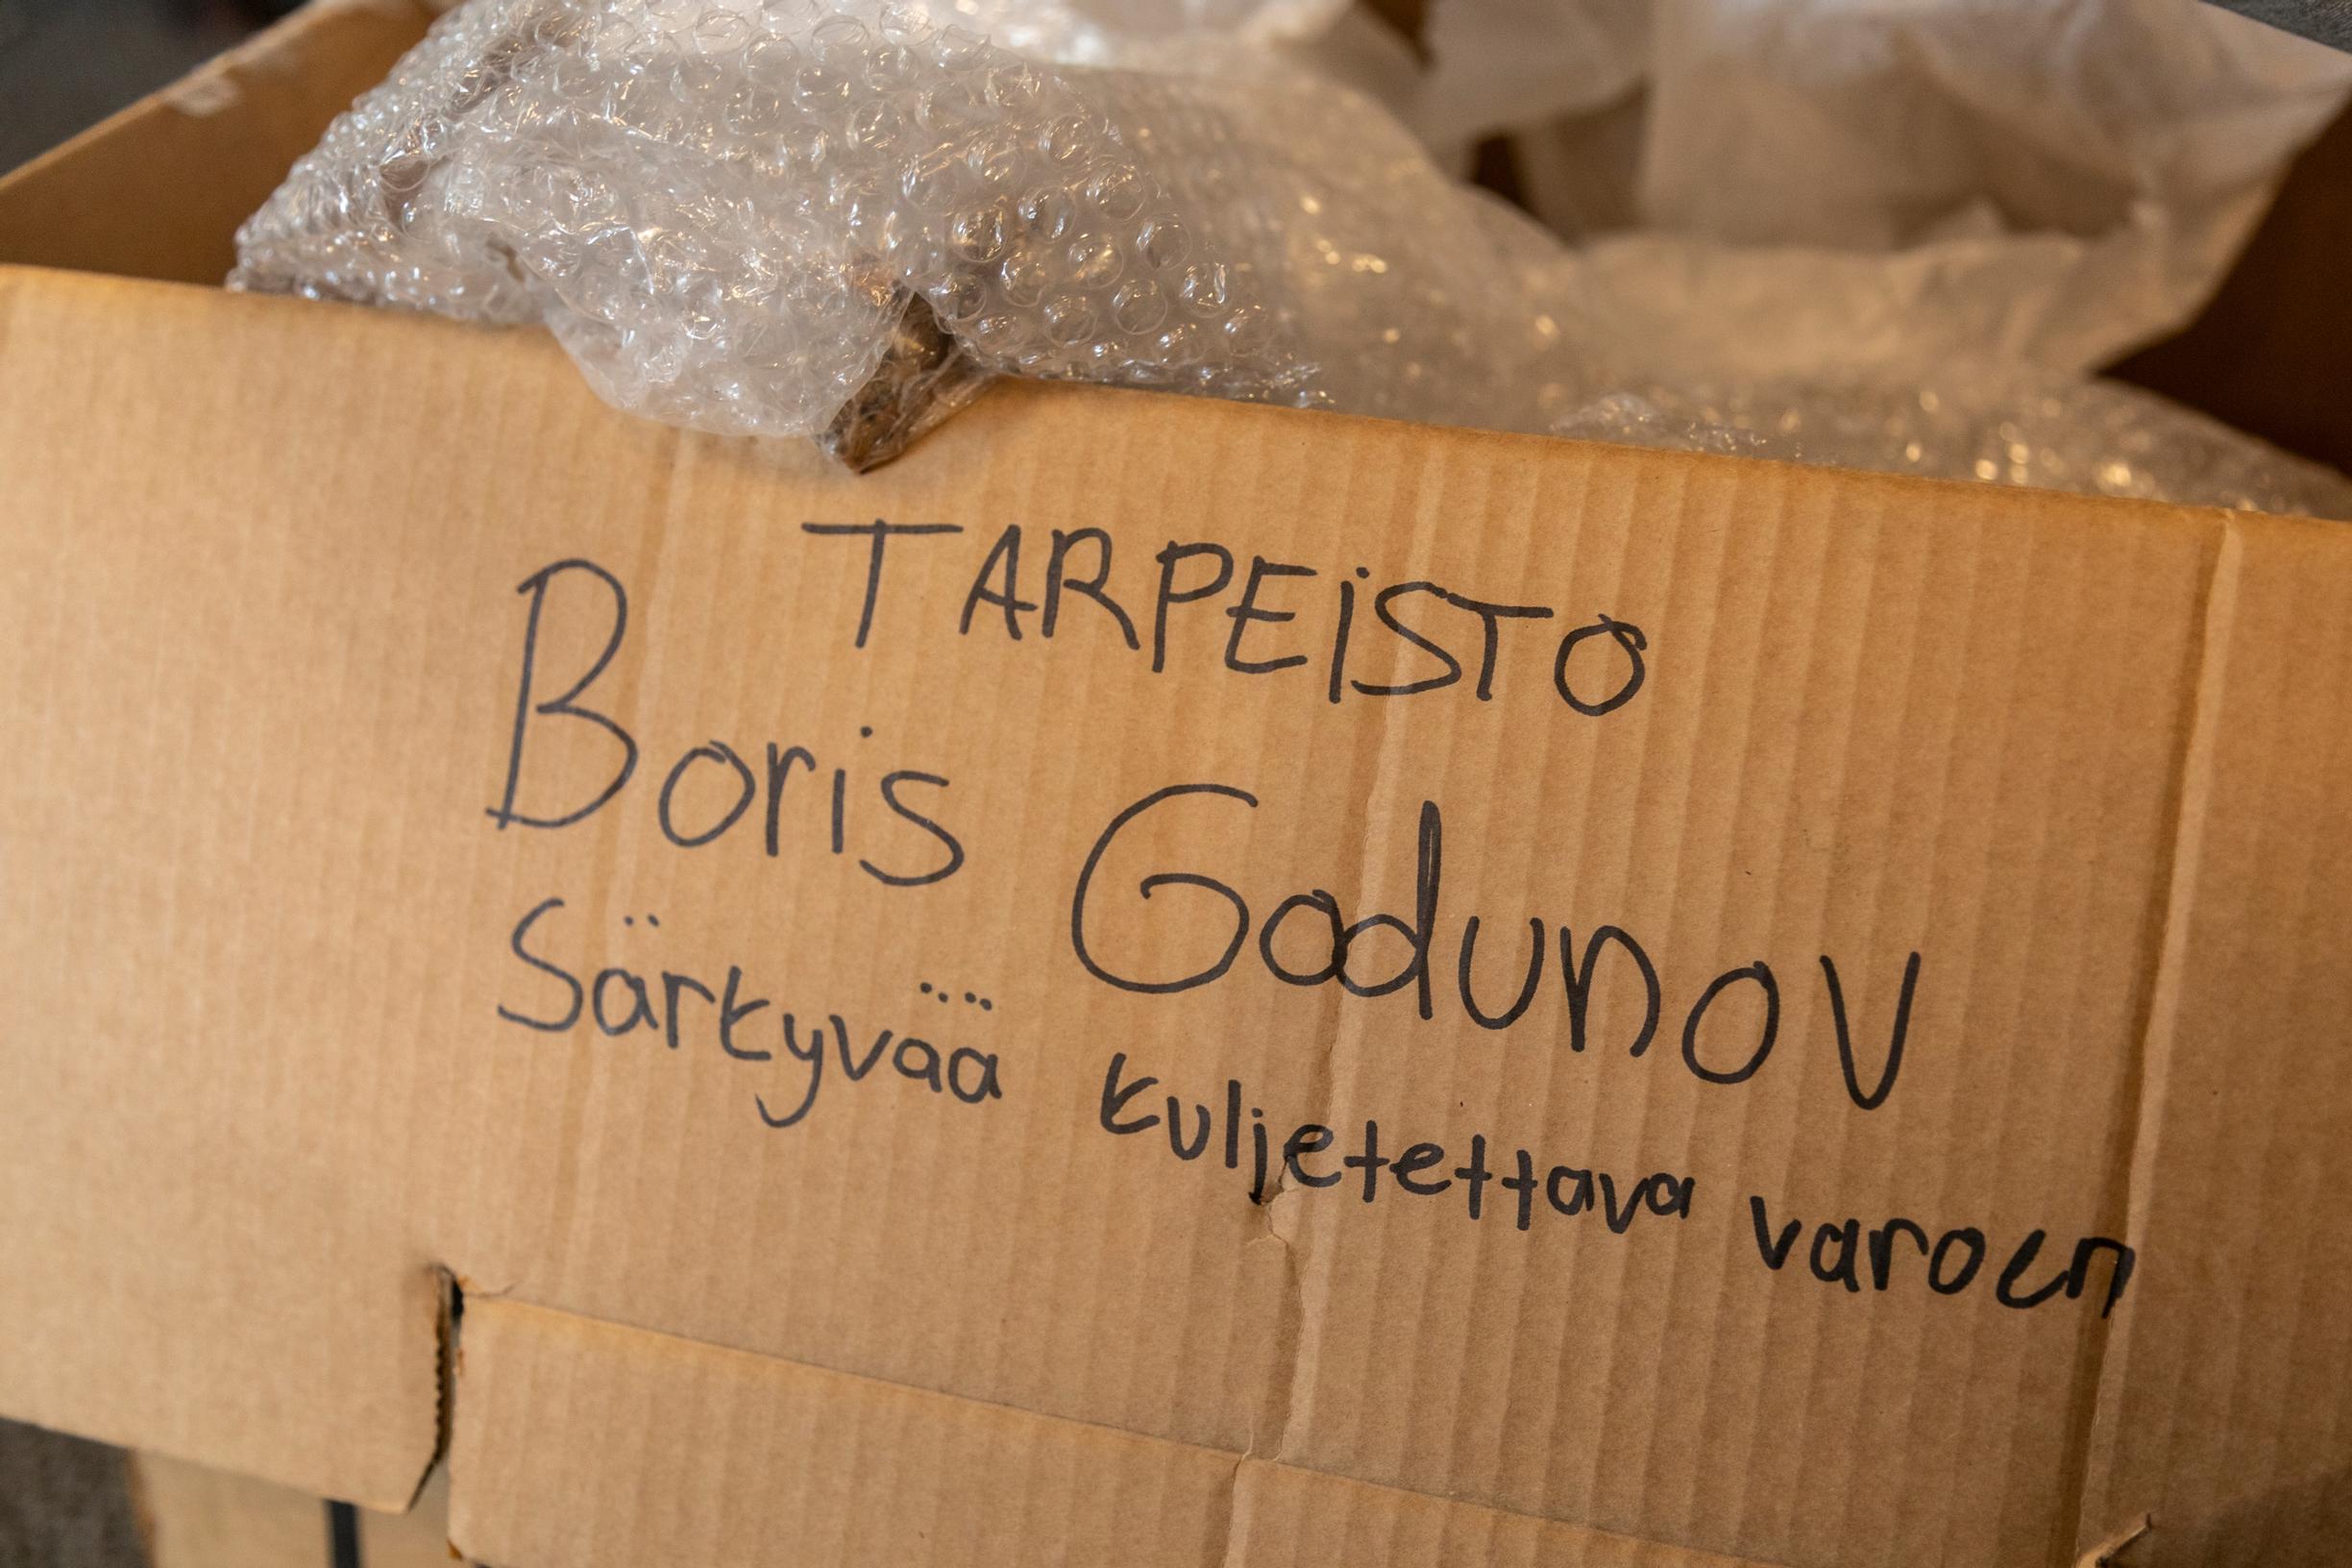 TARPEiSTO
Boris Godunov
Särkyvää kuljetettava varoen